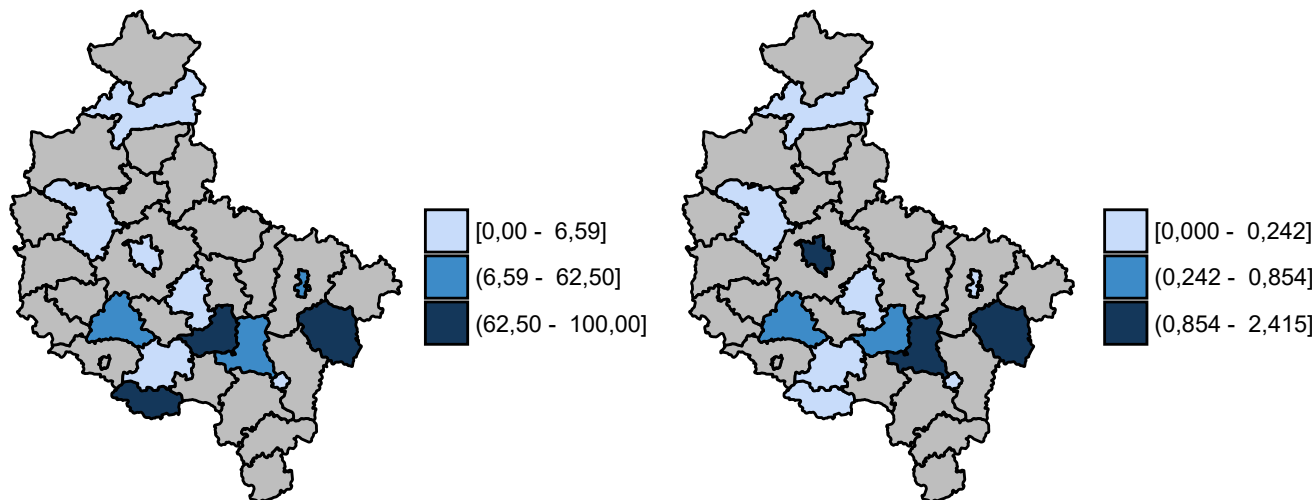 [0,00 - 6,59]
(6,59 - 62,50]
(62,50 - 100,00]
[0,000 - 0,242]
(0,242 - 0,854]
(0,854 - 2,415]